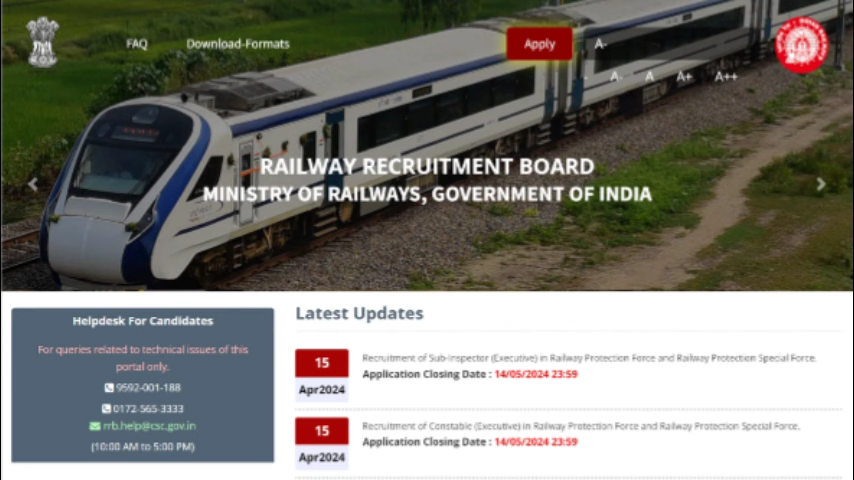 FAQ
Download-Formats
Apply
A-
A- A A+ A++
RAILWAY RECRUITMENT BOARD
MINISTRY OF RAILWAYS, GOVERNMENT OF INDIA
Helpdesk For Candidates
For queries related to technical issues of this
portal only.
9592-001-188
0172-565-3333
rrb.help@csc.gov.in
(10:00 AM to 5:00 PM)
Latest Updates
15
Apr2024
Recruitment of Sub-Inspector (Executive) in Railway Protection Force and Railway Protection Special Force.
Application Closing Date : 14/05/2024 23:59
15
Apr2024
Recruitment of Constable (Executive) in Railway Protection Force and Railway Protection Special Force.
Application Closing Date : 14/05/2024 23:59